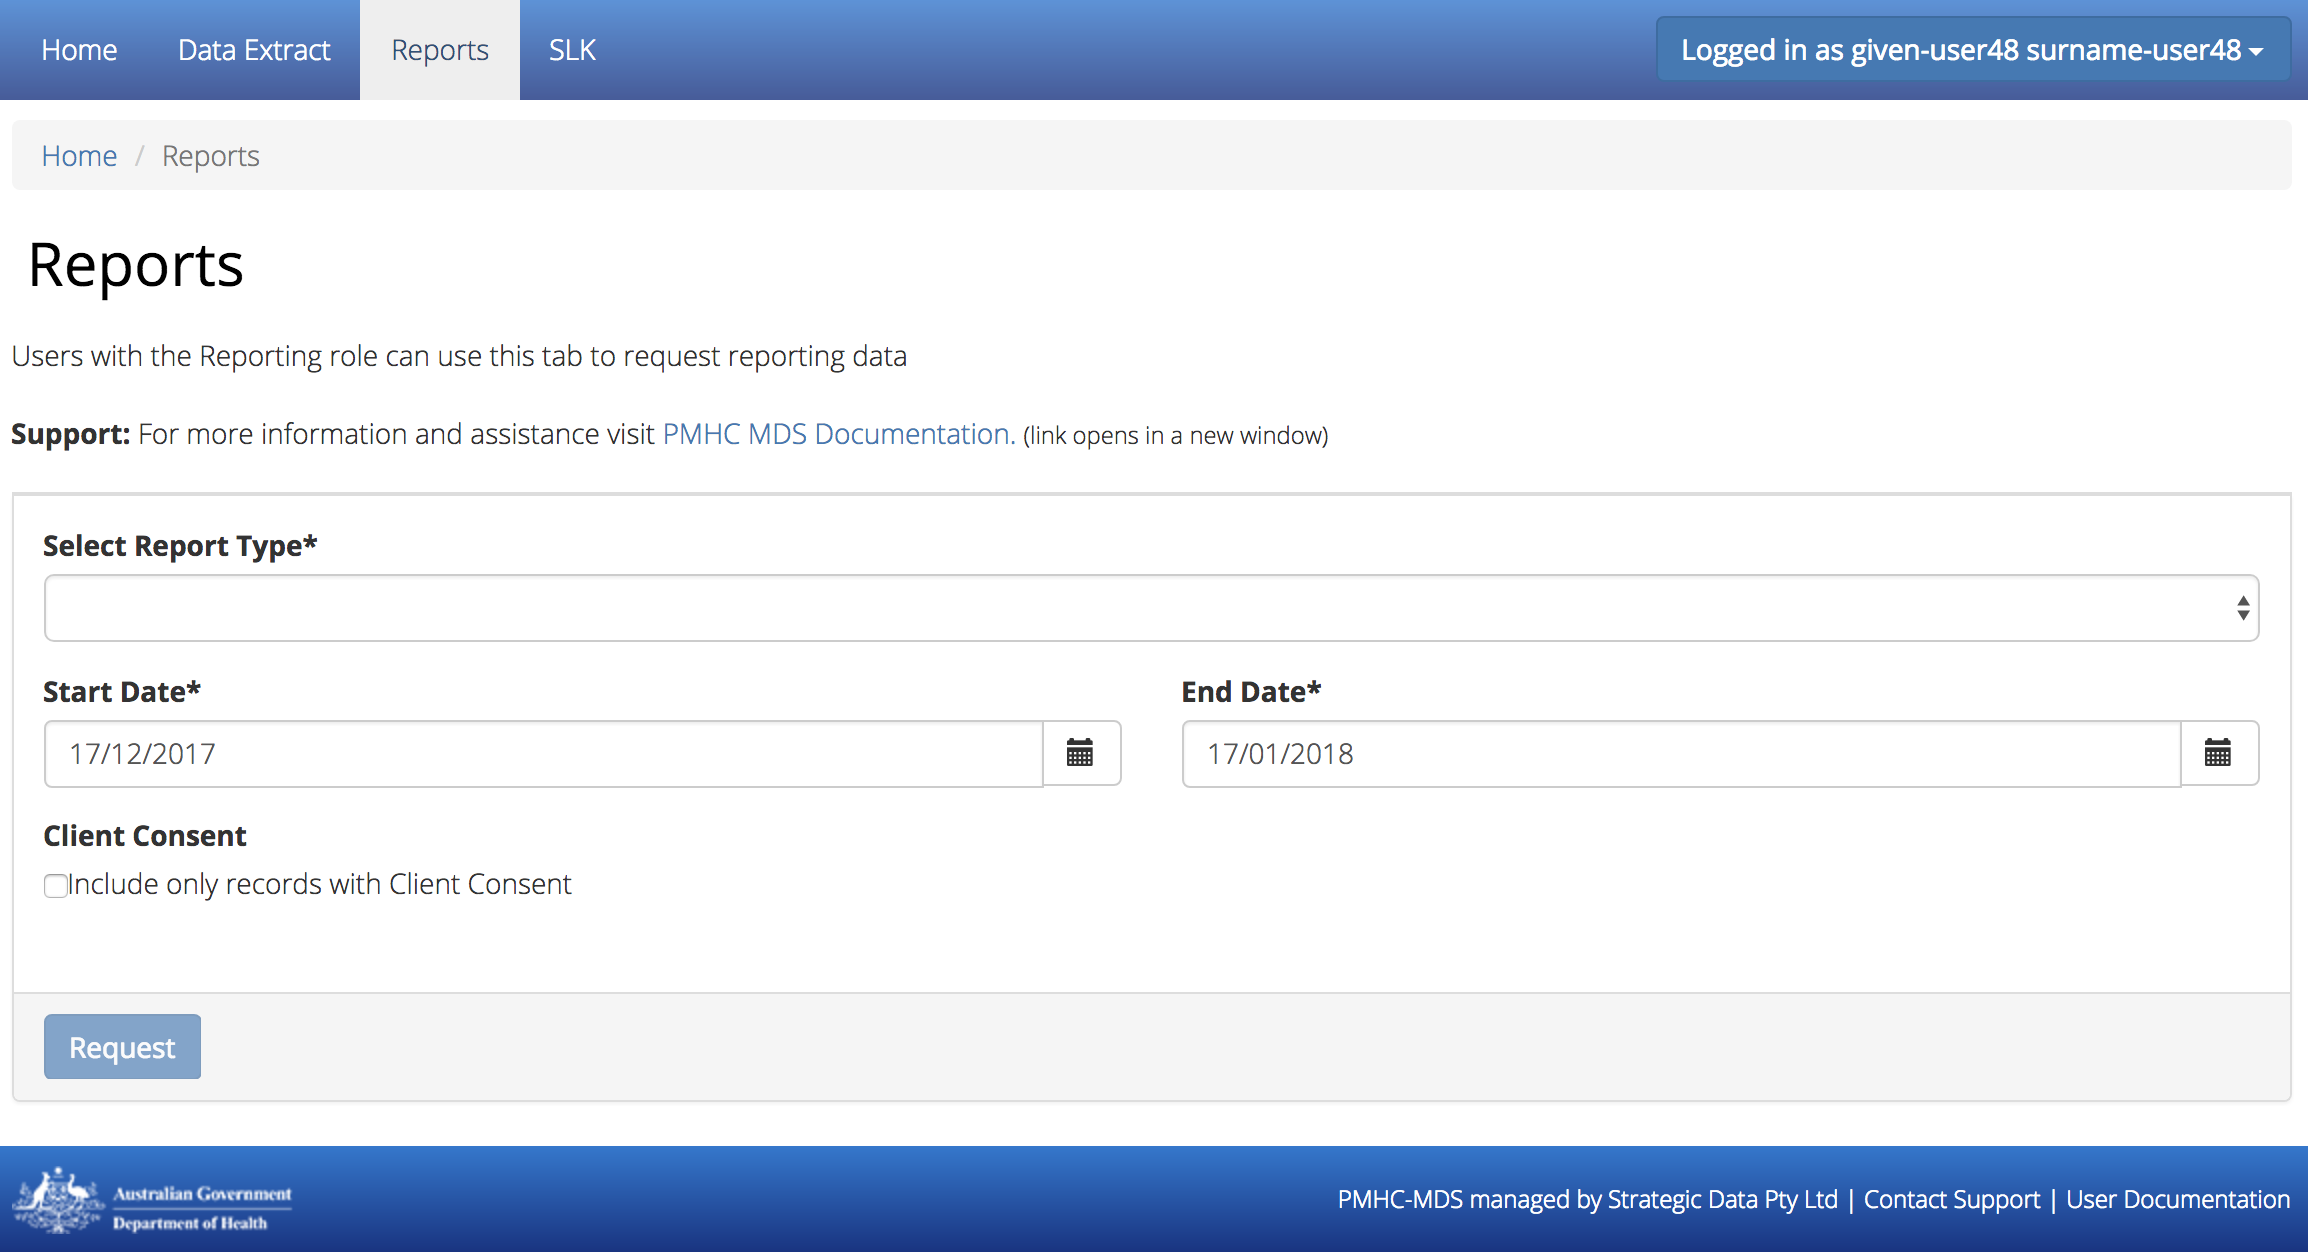 Home Data Extract Reports SLK Logged in as given-user48 surname-user48
Home / Reports
Reports
Users with the Reporting role can use this tab to request reporting data
Support: For more information and assistance visit PMHC MDS Documentation. (link opens in a new window)
Select Report Type*
Start Date* End Date*
17/12/2017 17/01/2018
Client Consent
Include only records with Client Consent
Request
Australian Government
Department of Health
PMHC-MDS managed by Strategic Data Pty Ltd | Contact Support | User Documentation